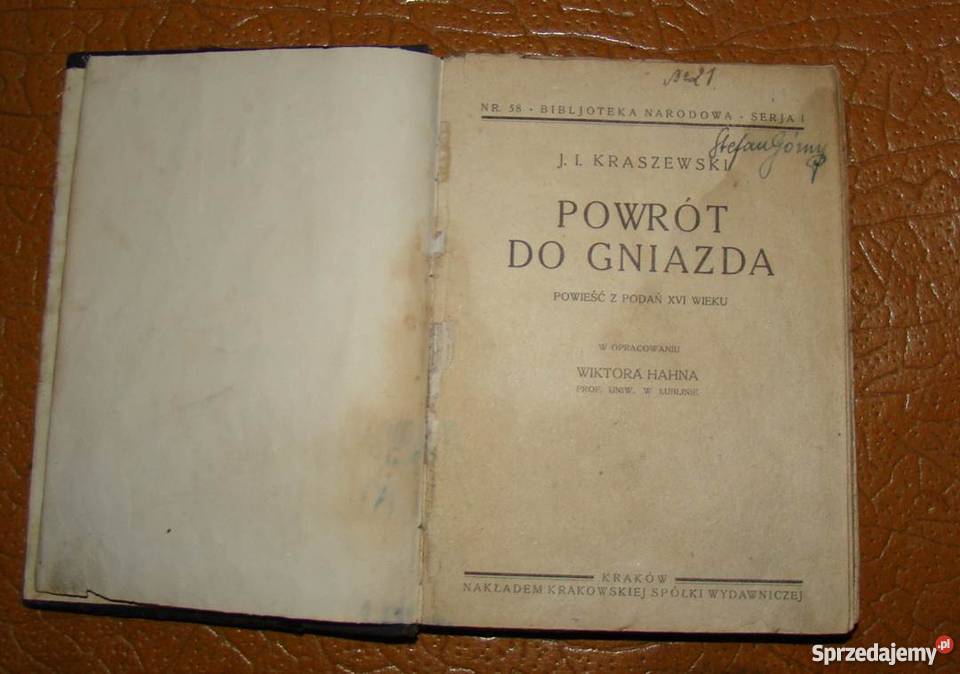 NR. 58 - BIBLJOTEKA NARODOWA - SERJA I
Stefan Górny
J. I. KRASZEWSKI
POWRÓT
DO GNIAZDA
POWIEŚĆ Z PODAŃ XVI WIEKU
W OPRACOWANIU
WIKTORA HAHNA
PROF. UNIW. W LUBLINIE
KRAKÓW
NAKŁADEM KRAKOWSKIEJ SPÓŁKI WYDAWNICZEJ
Sprzedajemy.pl